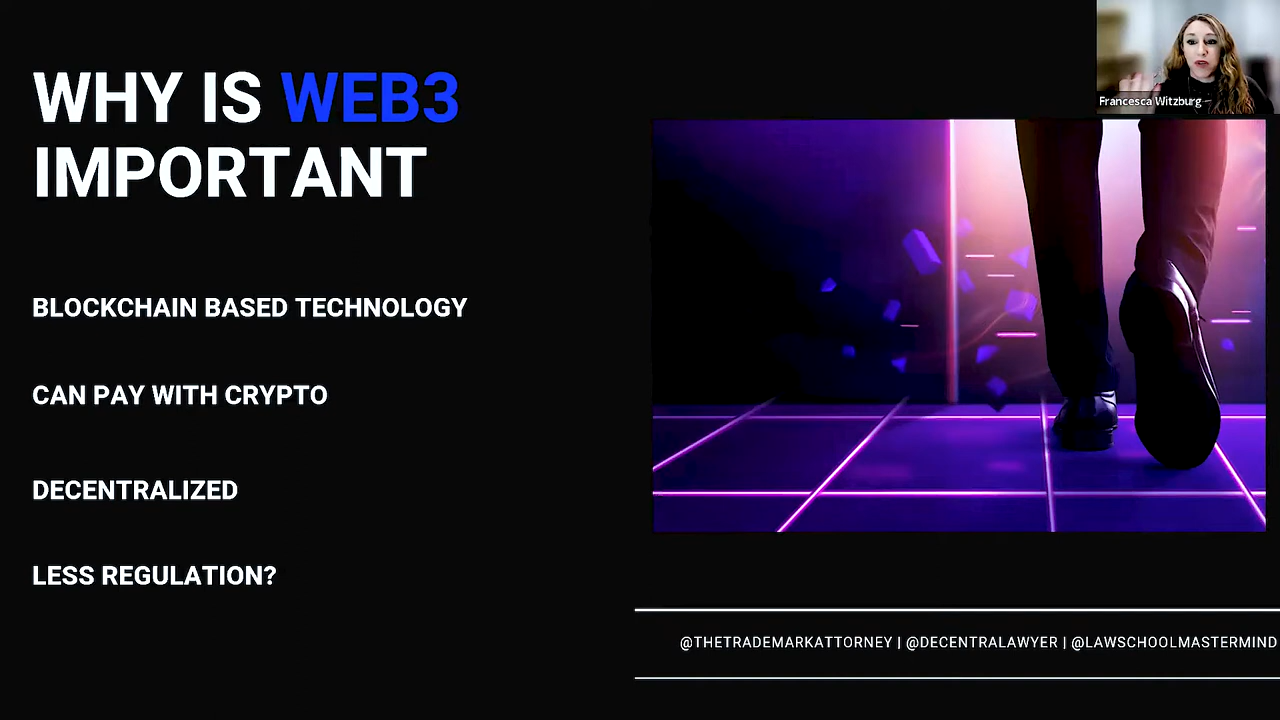 WHY IS WEB3
IMPORTANT
BLOCKCHAIN BASED TECHNOLOGY
CAN PAY WITH CRYPTO
DECENTRALIZED
LESS REGULATION?
Francesca Witzburg
@THETRADEMARKATTORNEY | @DECENTRALAWYER | @LAWSCHOOLMASTERMIND